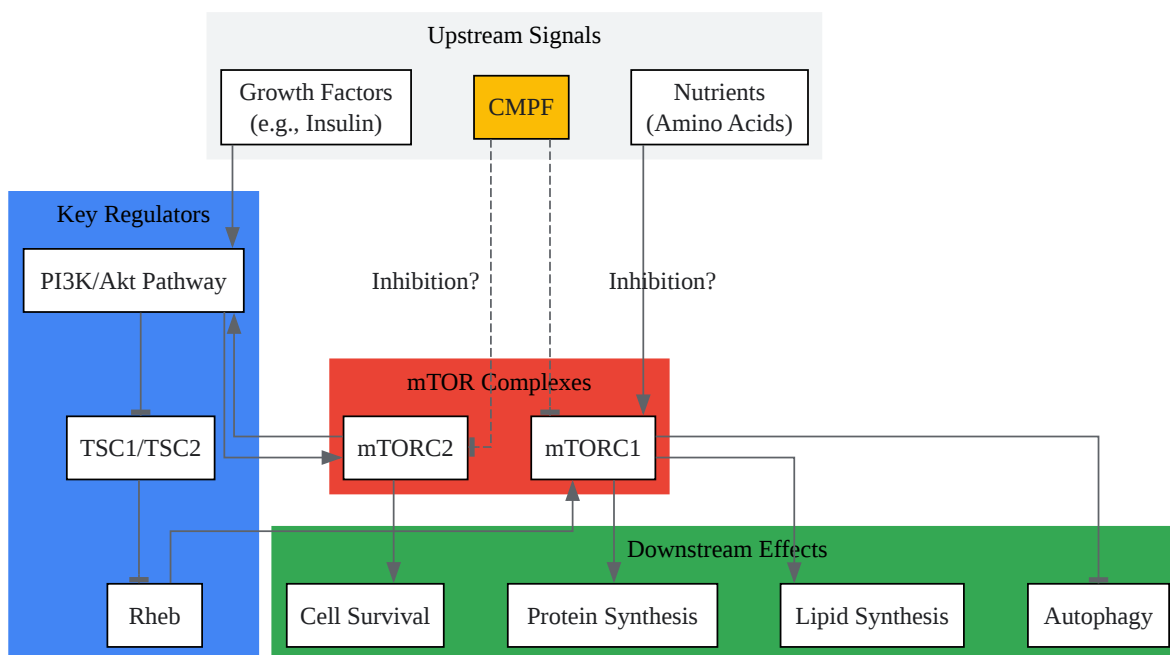 Upstream Signals
Growth Factors
(e.g., Insulin)
CMPF
Nutrients
(Amino Acids)
Key Regulators
PI3K/Akt Pathway
Inhibition?
Inhibition?
mTOR Complexes
TSC1/TSC2
mTORC2
mTORC1
Downstream Effects
Rheb
Cell Survival
Protein Synthesis
Lipid Synthesis
Autophagy